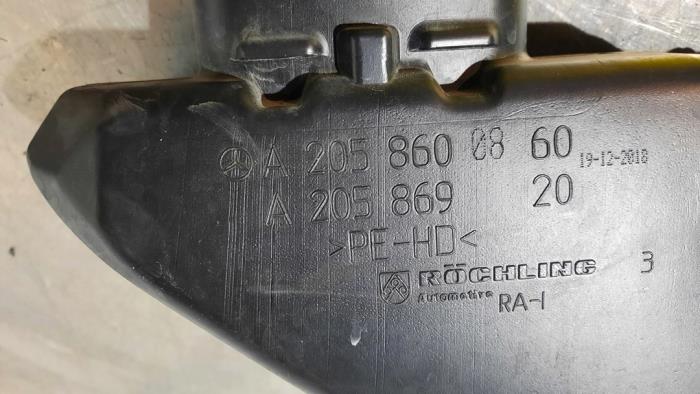 A 205 860 08 60 19-12-2018
A 205 869 20
>PE-HD<
RÖCHLING 3
Automotive RA-I